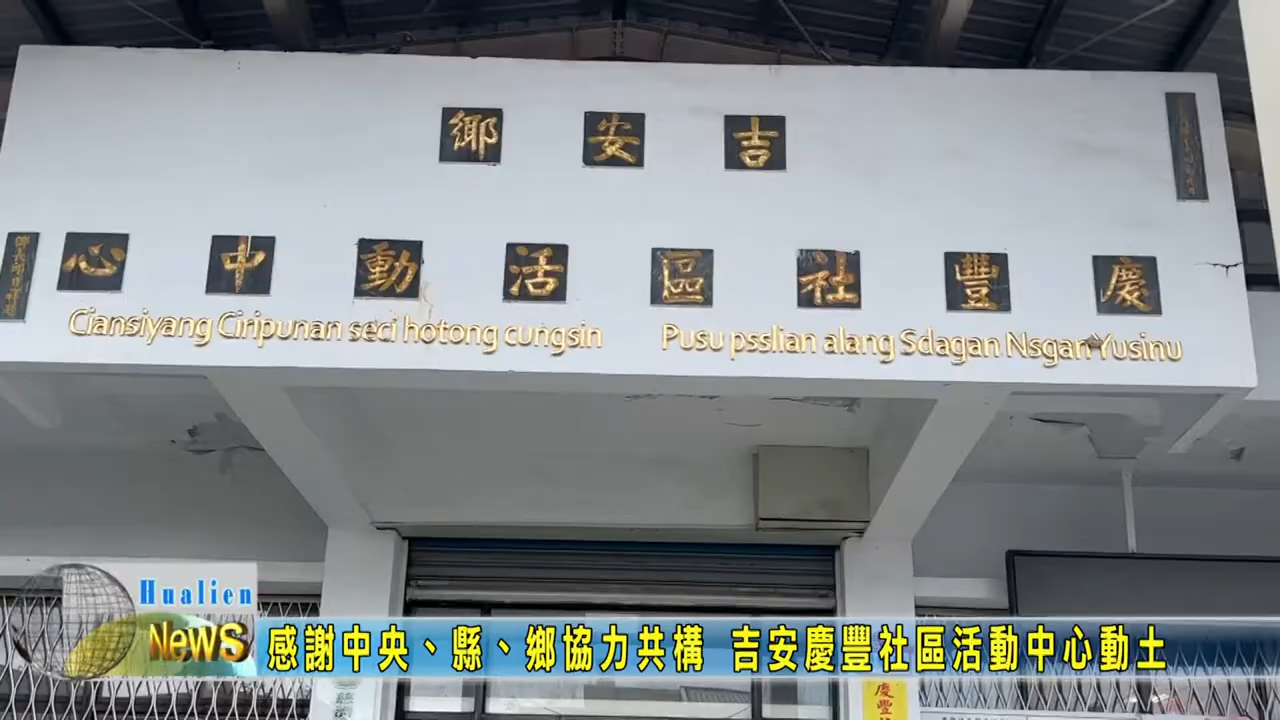 吉安鄉
慶豐社區活動中心
Ciansiyang Ciripunan seci hotong cungsin Pusu psslian alang Sdagan Nsgan Yusinu
Hualien
News
感謝中央、縣、鄉協力共構 吉安慶豐社區活動中心動土
慶豐